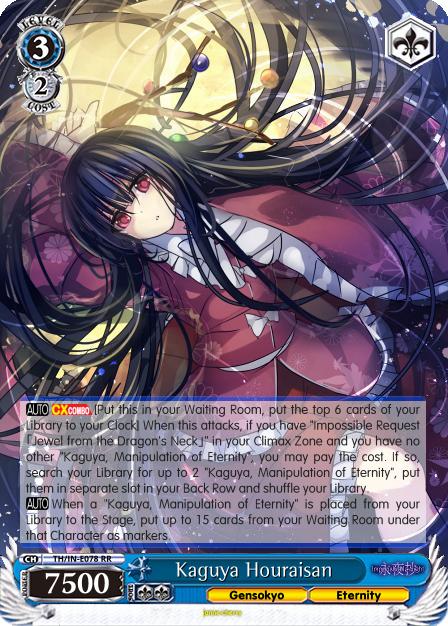 LEVEL
3
2
COST
AUTO CX COMBO [Put this in your Waiting Room, put the top 6 cards of your
Library to your Clock] When this attacks, if you have "Impossible Request
「Jewel from the Dragon's Neck」" in your Climax Zone and you have no
other "Kaguya, Manipulation of Eternity", you may pay the cost. If so,
search your Library for up to 2 "Kaguya, Manipulation of Eternity", put
them in separate slot in your Back Row and shuffle your Library.
AUTO When a "Kaguya, Manipulation of Eternity" is placed from your
Library to the Stage, put up to 15 cards from your Waiting Room under
that Character as markers.
CH TH/IN-E078 RR
POWER 7500 SOUL Kaguya Houraisan
Gensokyo Eternity